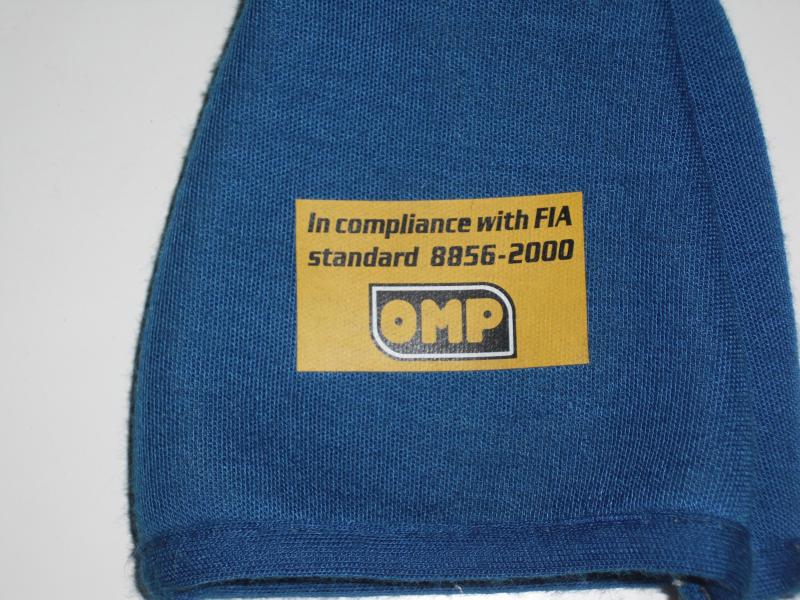 In compliance with FIA
standard 8856-2000
OMP